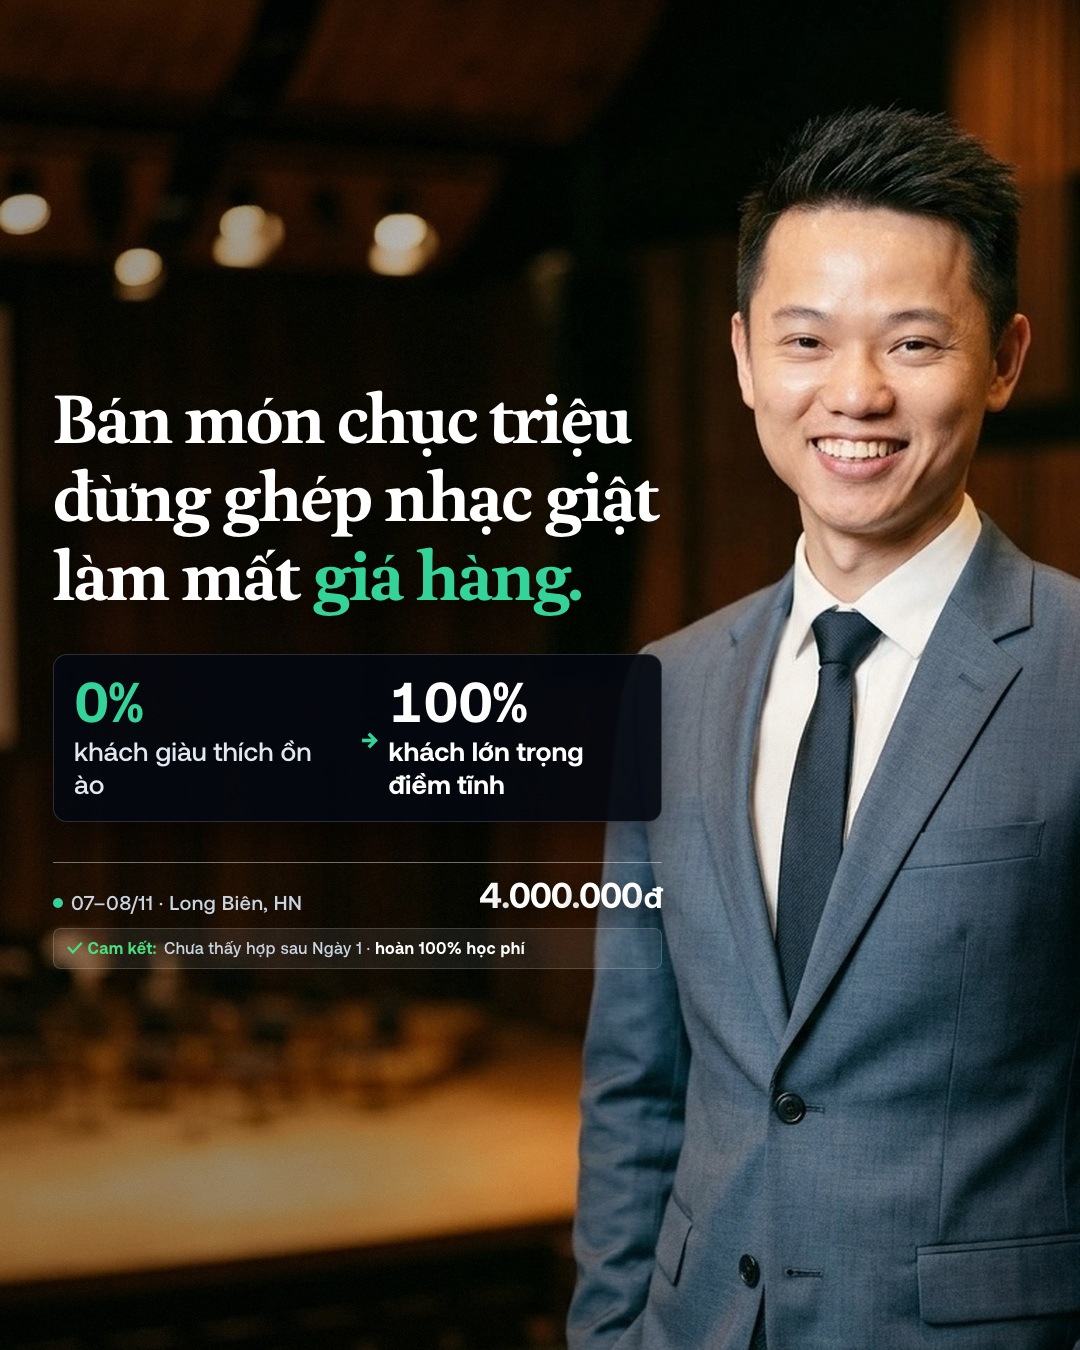 Bán món chục triệu
đừng ghép nhạc giật
làm mất giá hàng.
0%
khách giàu thích ồn
ào
→
100%
khách lớn trọng
điềm tĩnh
07–08/11 · Long Biên, HN
4.000.000đ
✓ Cam kết: Chưa thấy hợp sau Ngày 1 · hoàn 100% học phí